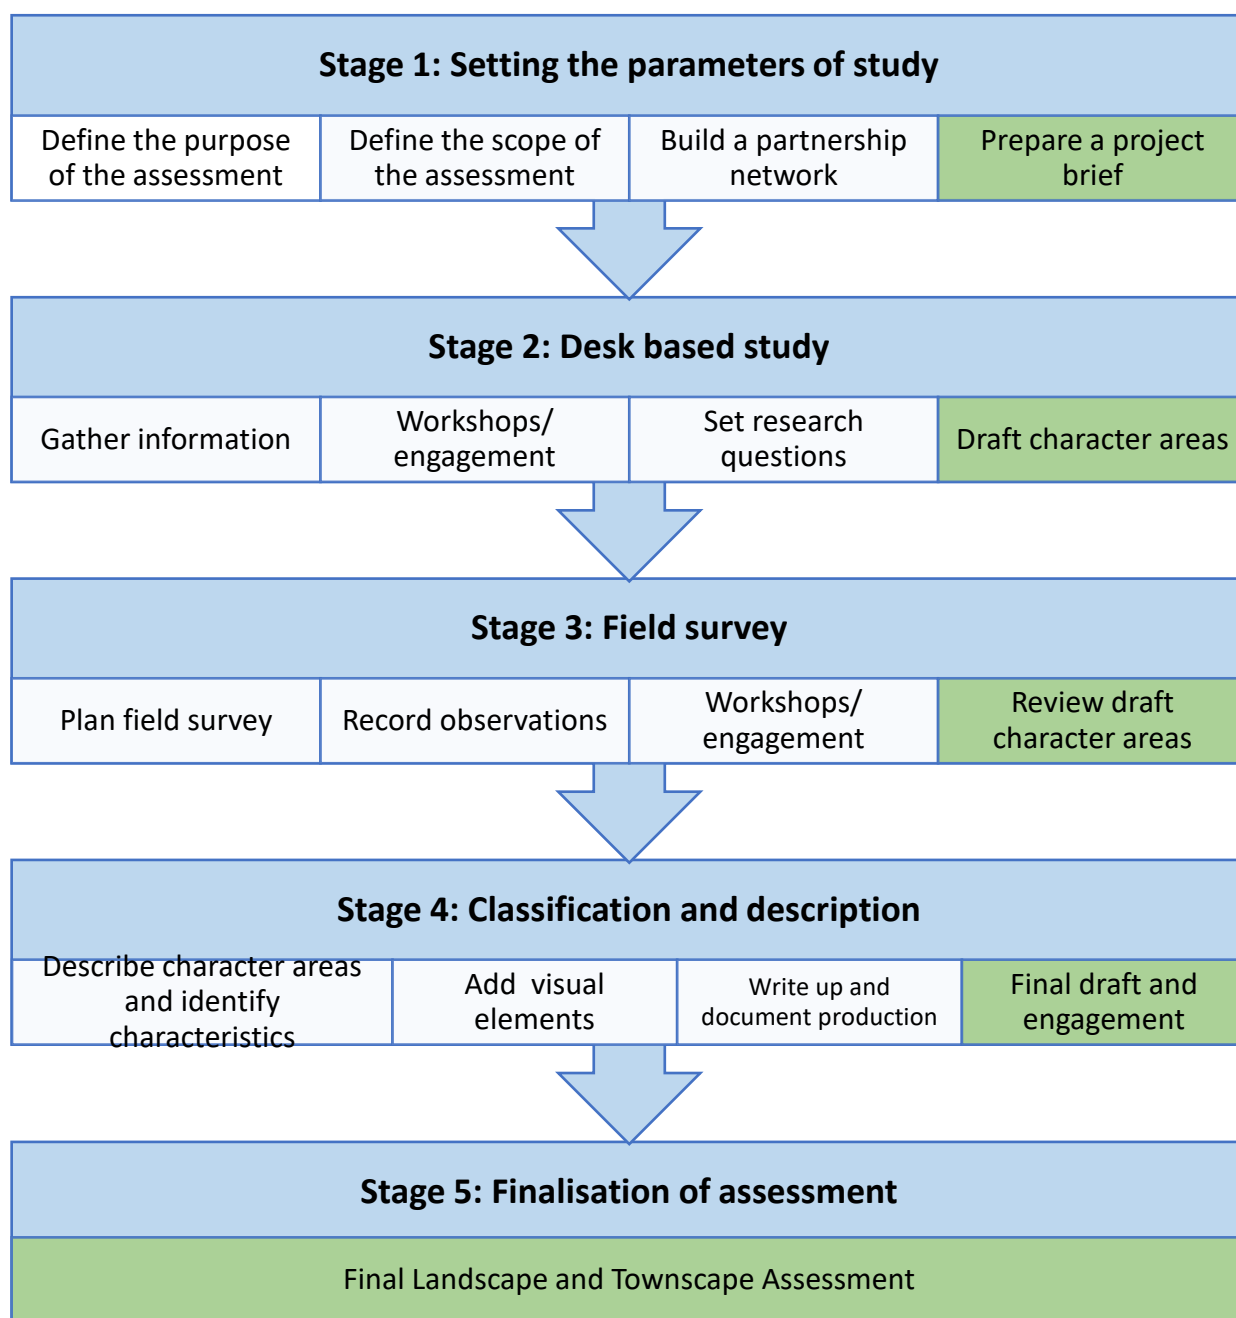 Stage 1: Setting the parameters of study
Define the purpose
of the assessment
Define the scope of
the assessment
Build a partnership
network
Prepare a project
brief
Stage 2: Desk based study
Gather information
Workshops/
engagement
Set research
questions
Draft character areas
Stage 3: Field survey
Plan field survey
Record observations
Workshops/
engagement
Review draft
character areas
Stage 4: Classification and description
Describe character areas
and identify
characteristics
Add  visual
elements
Write up and
document production
Final draft and
engagement
Stage 5: Finalisation of assessment
Final Landscape and Townscape Assessment